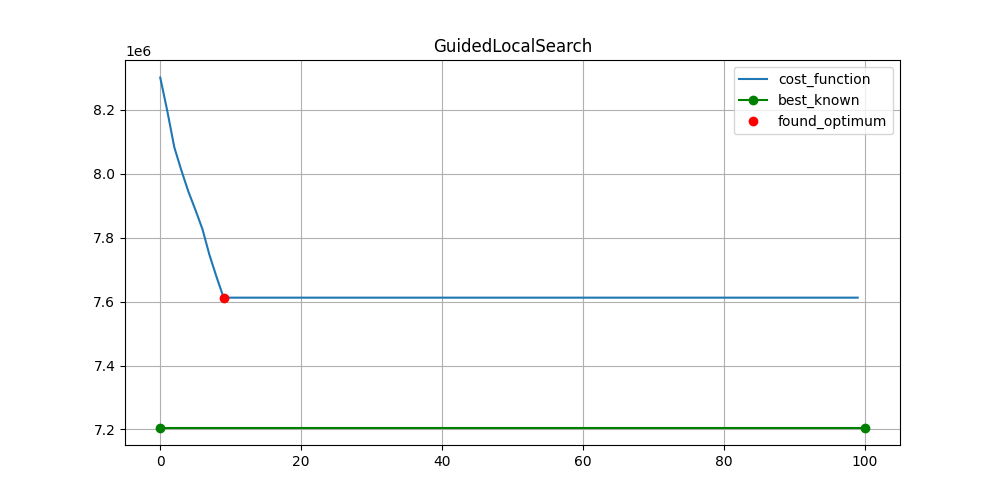 GuidedLocalSearch
1e6
cost_function
best_known
found_optimum
8.2
8.0
7.8
7.6
7.4
7.2
0 20 40 60 80 100